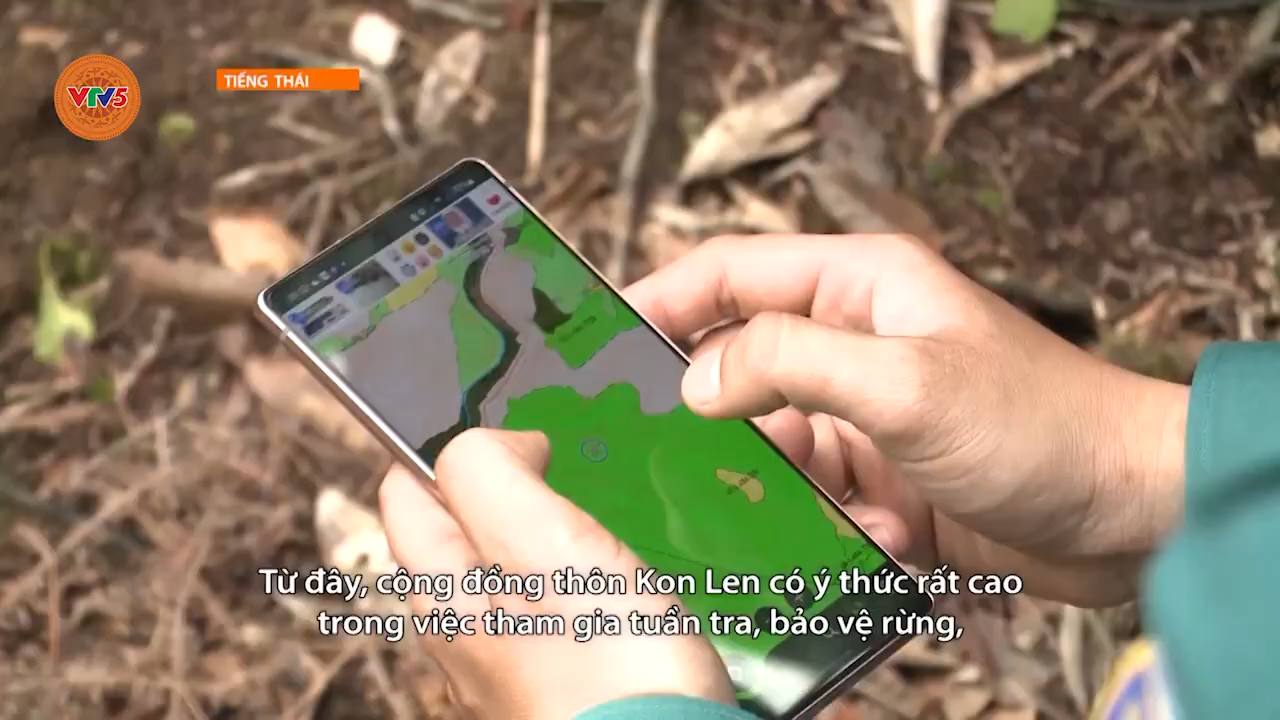 VTV5
TIẾNG THÁI
Từ đây, cộng đồng thôn Kon Len có ý thức rất cao
trong việc tham gia tuần tra, bảo vệ rừng,